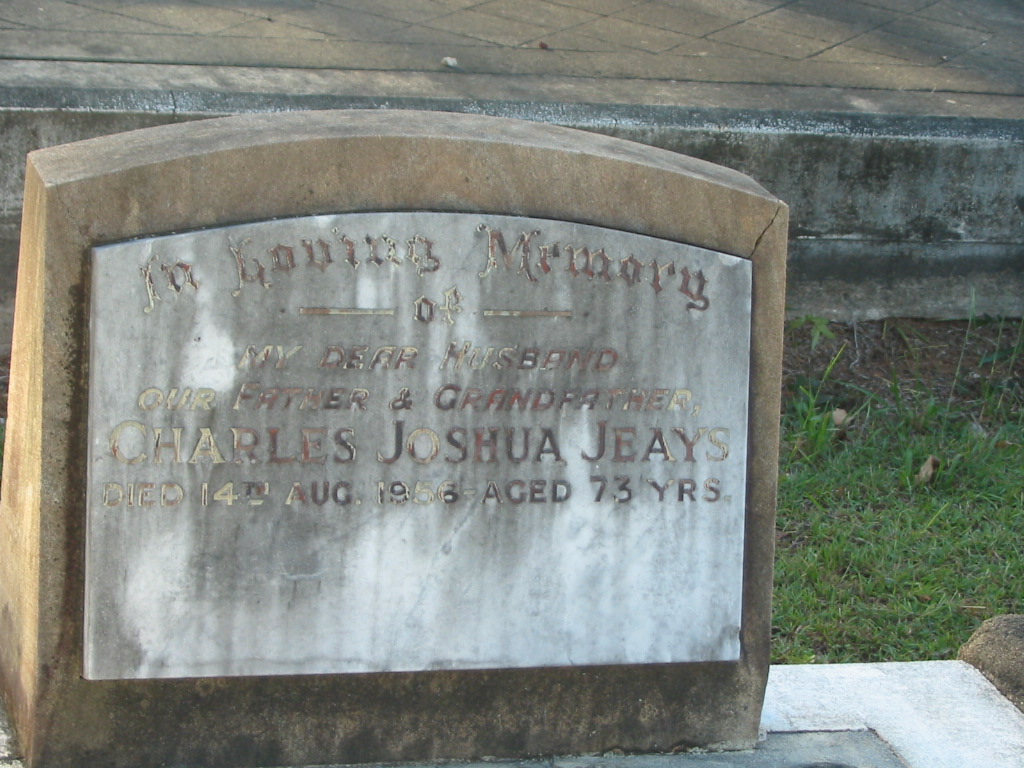 In Loving Memory
of
MY DEAR HUSBAND
OUR FATHER & GRANDFATHER,
CHARLES JOSHUA JEAYS
DIED 14TH AUG. 1956-AGED 73 YRS.